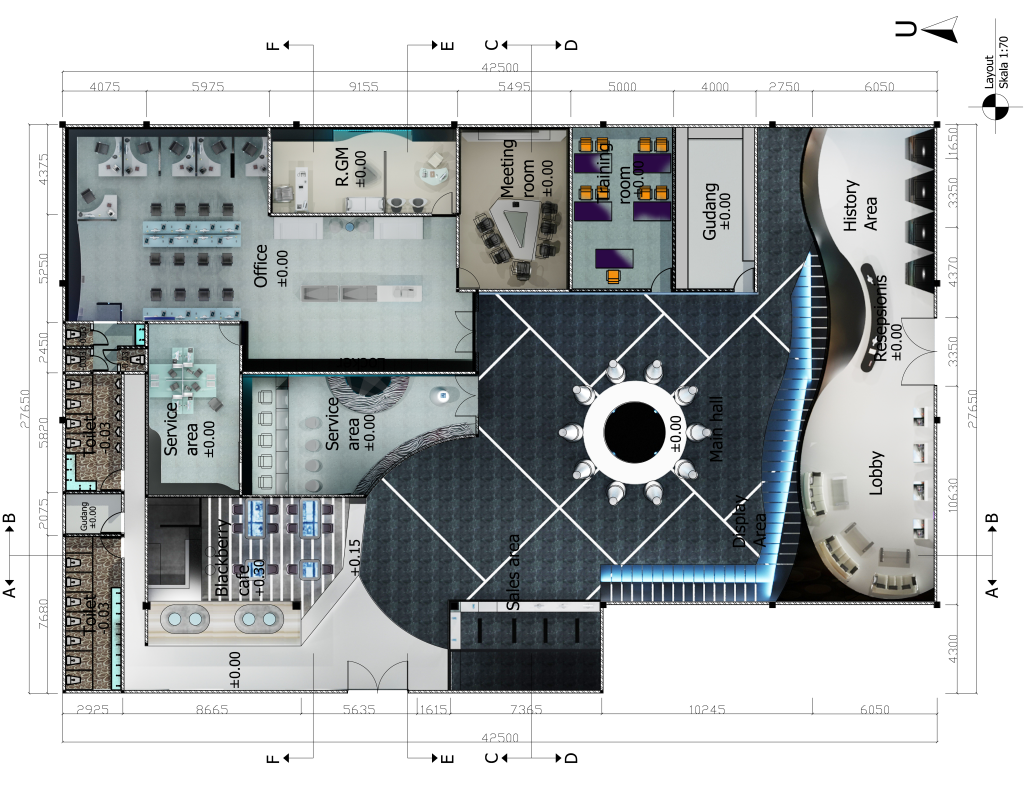 F
E
C
D
U
Layout
Skala 1:70
42500
4075
5975
9155
5495
5000
4000
2750
6050
4375
5250
2450
5820
2075
7680
27650
1650
3350
4370
3350
10630
4300
27650
R.GM
±0.00
Meeting
room
±0.00
Training
room
±0.00
Gudang
±0.00
History
Area
Office
±0.00
Resepsionis
±0.00
Toilet
-0.03
Service
area
±0.00
Service
area
±0.00
±0.00
Main hall
Lobby
Gudang
±0.00
Blackberry
cafe
+0.30
+0.15
Display
Area
Sales area
Toilet
-0.03
±0.00
A
B
A
B
2925
8665
5635
1615
7365
10245
6050
42500
F
E
C
D